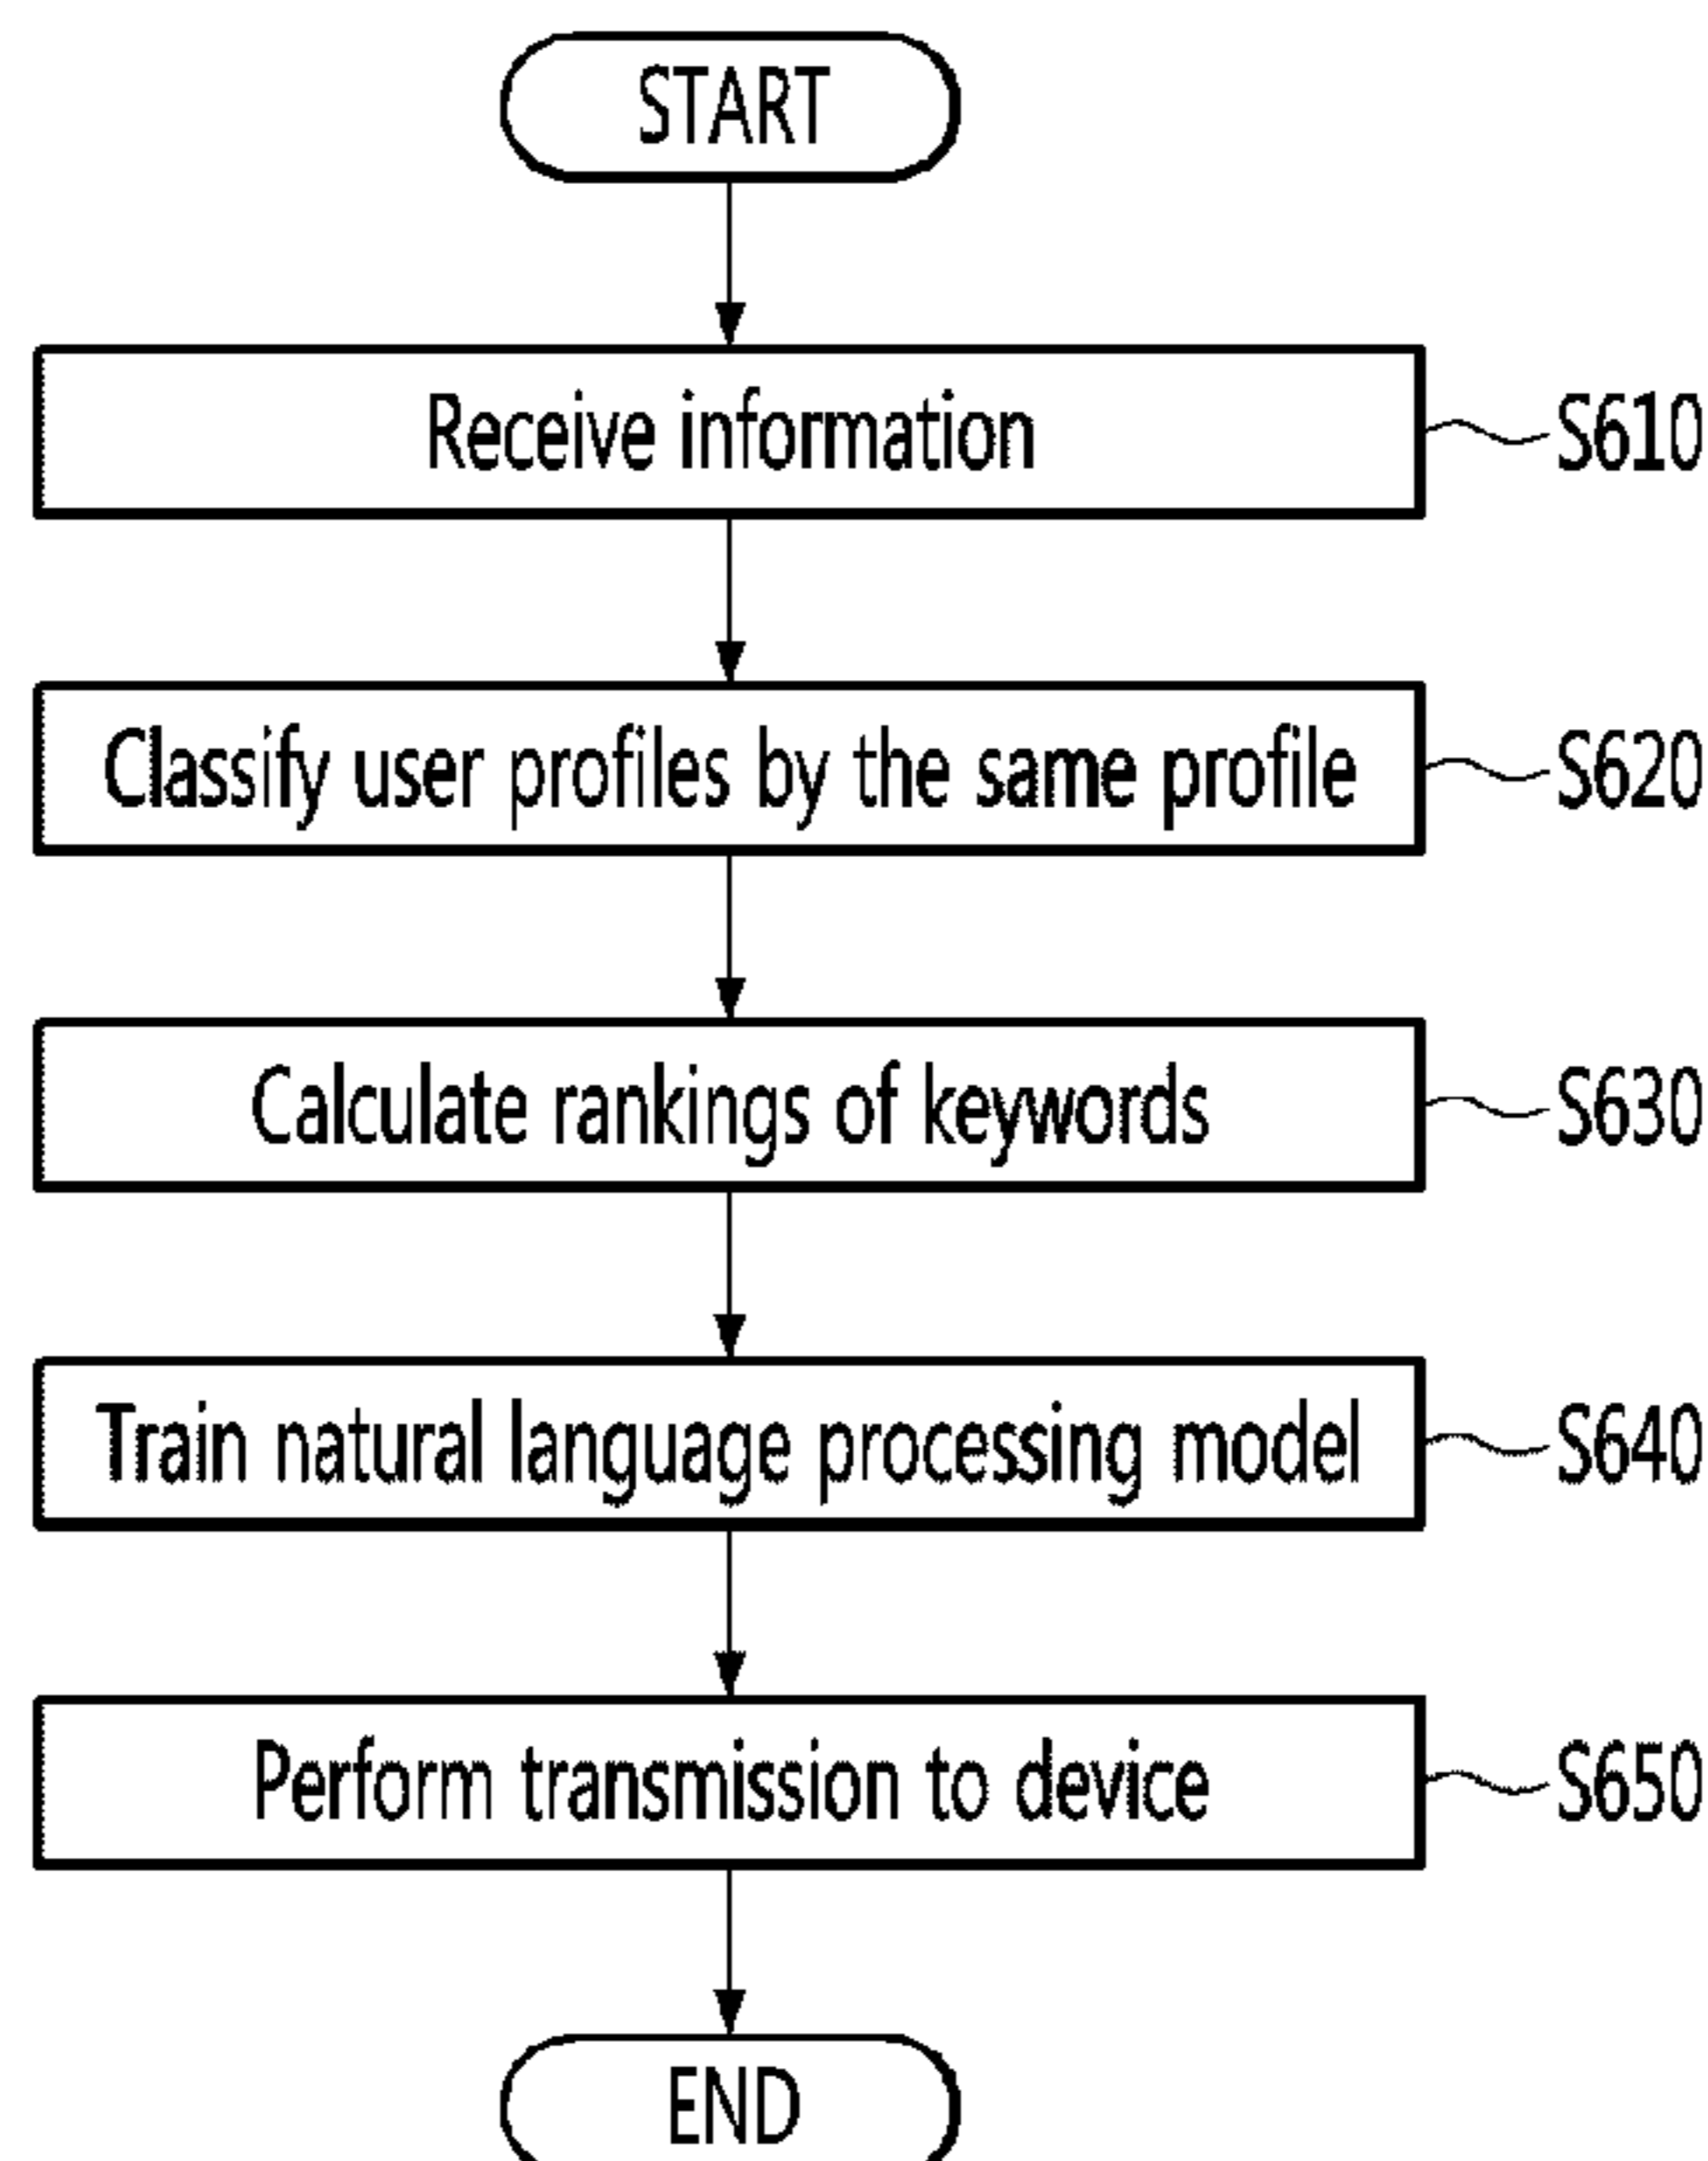 START
Receive information
S610
Classify user profiles by the same profile
S620
Calculate rankings of keywords
S630
Train natural language processing model
S640
Perform transmission to device
S650
END